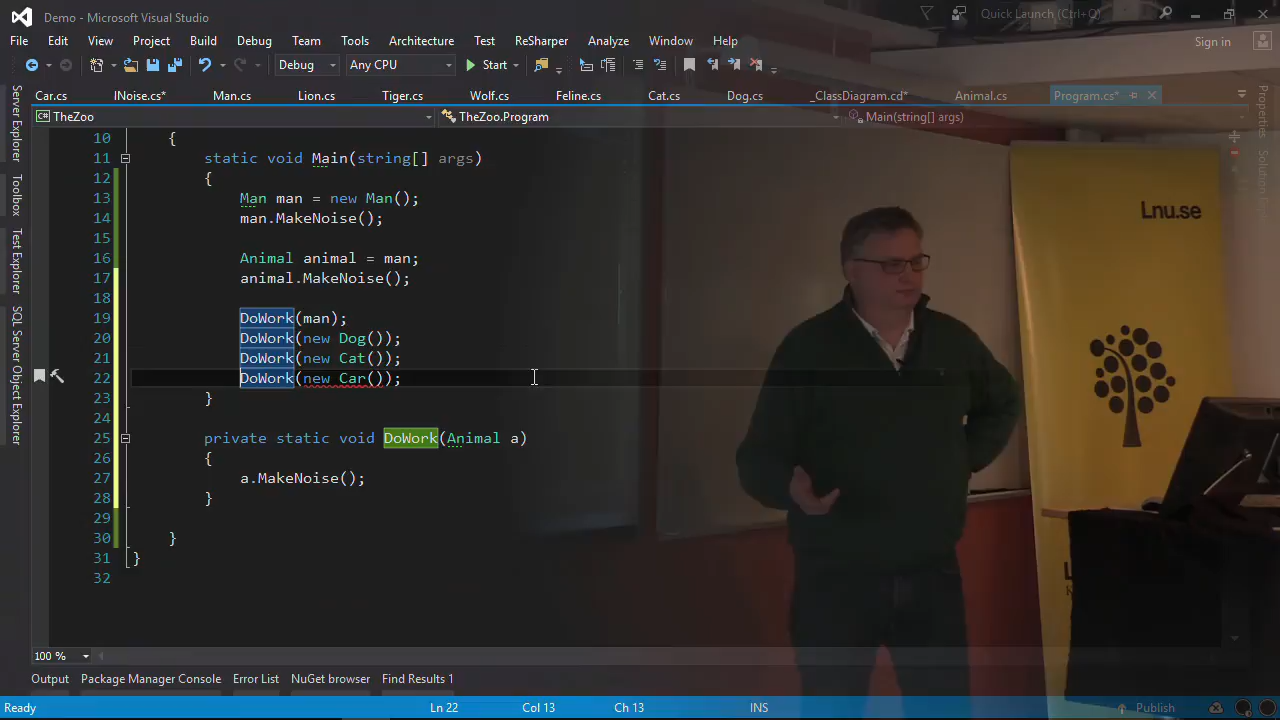 Demo - Microsoft Visual Studio
Quick Launch (Ctrl+Q)
File Edit View Project Build Debug Team Tools Architecture Test ReSharper Analyze Window Help
Sign in
Debug Any CPU Start
Car.cs INoise.cs* Man.cs Lion.cs Tiger.cs Wolf.cs Feline.cs Cat.cs Dog.cs _ClassDiagram.cd* Animal.cs Program.cs*
TheZoo TheZoo.Program Main(string[] args)
Server Explorer
Toolbox
Test Explorer
SQL Server Object Explorer
Properties
10 {
11 static void Main(string[] args)
12 {
13 Man man = new Man();
14 man.MakeNoise();
15
16 Animal animal = man;
17 animal.MakeNoise();
18
19 DoWork(man);
20 DoWork(new Dog());
21 DoWork(new Cat());
22 DoWork(new Car());
23 }
24
25 private static void DoWork(Animal a)
26 {
27 a.MakeNoise();
28 }
29
30 }
31 }
32
Lnu.se
100 %
Output Package Manager Console Error List NuGet browser Find Results 1
Ready Ln 22 Col 13 Ch 13 INS Publish